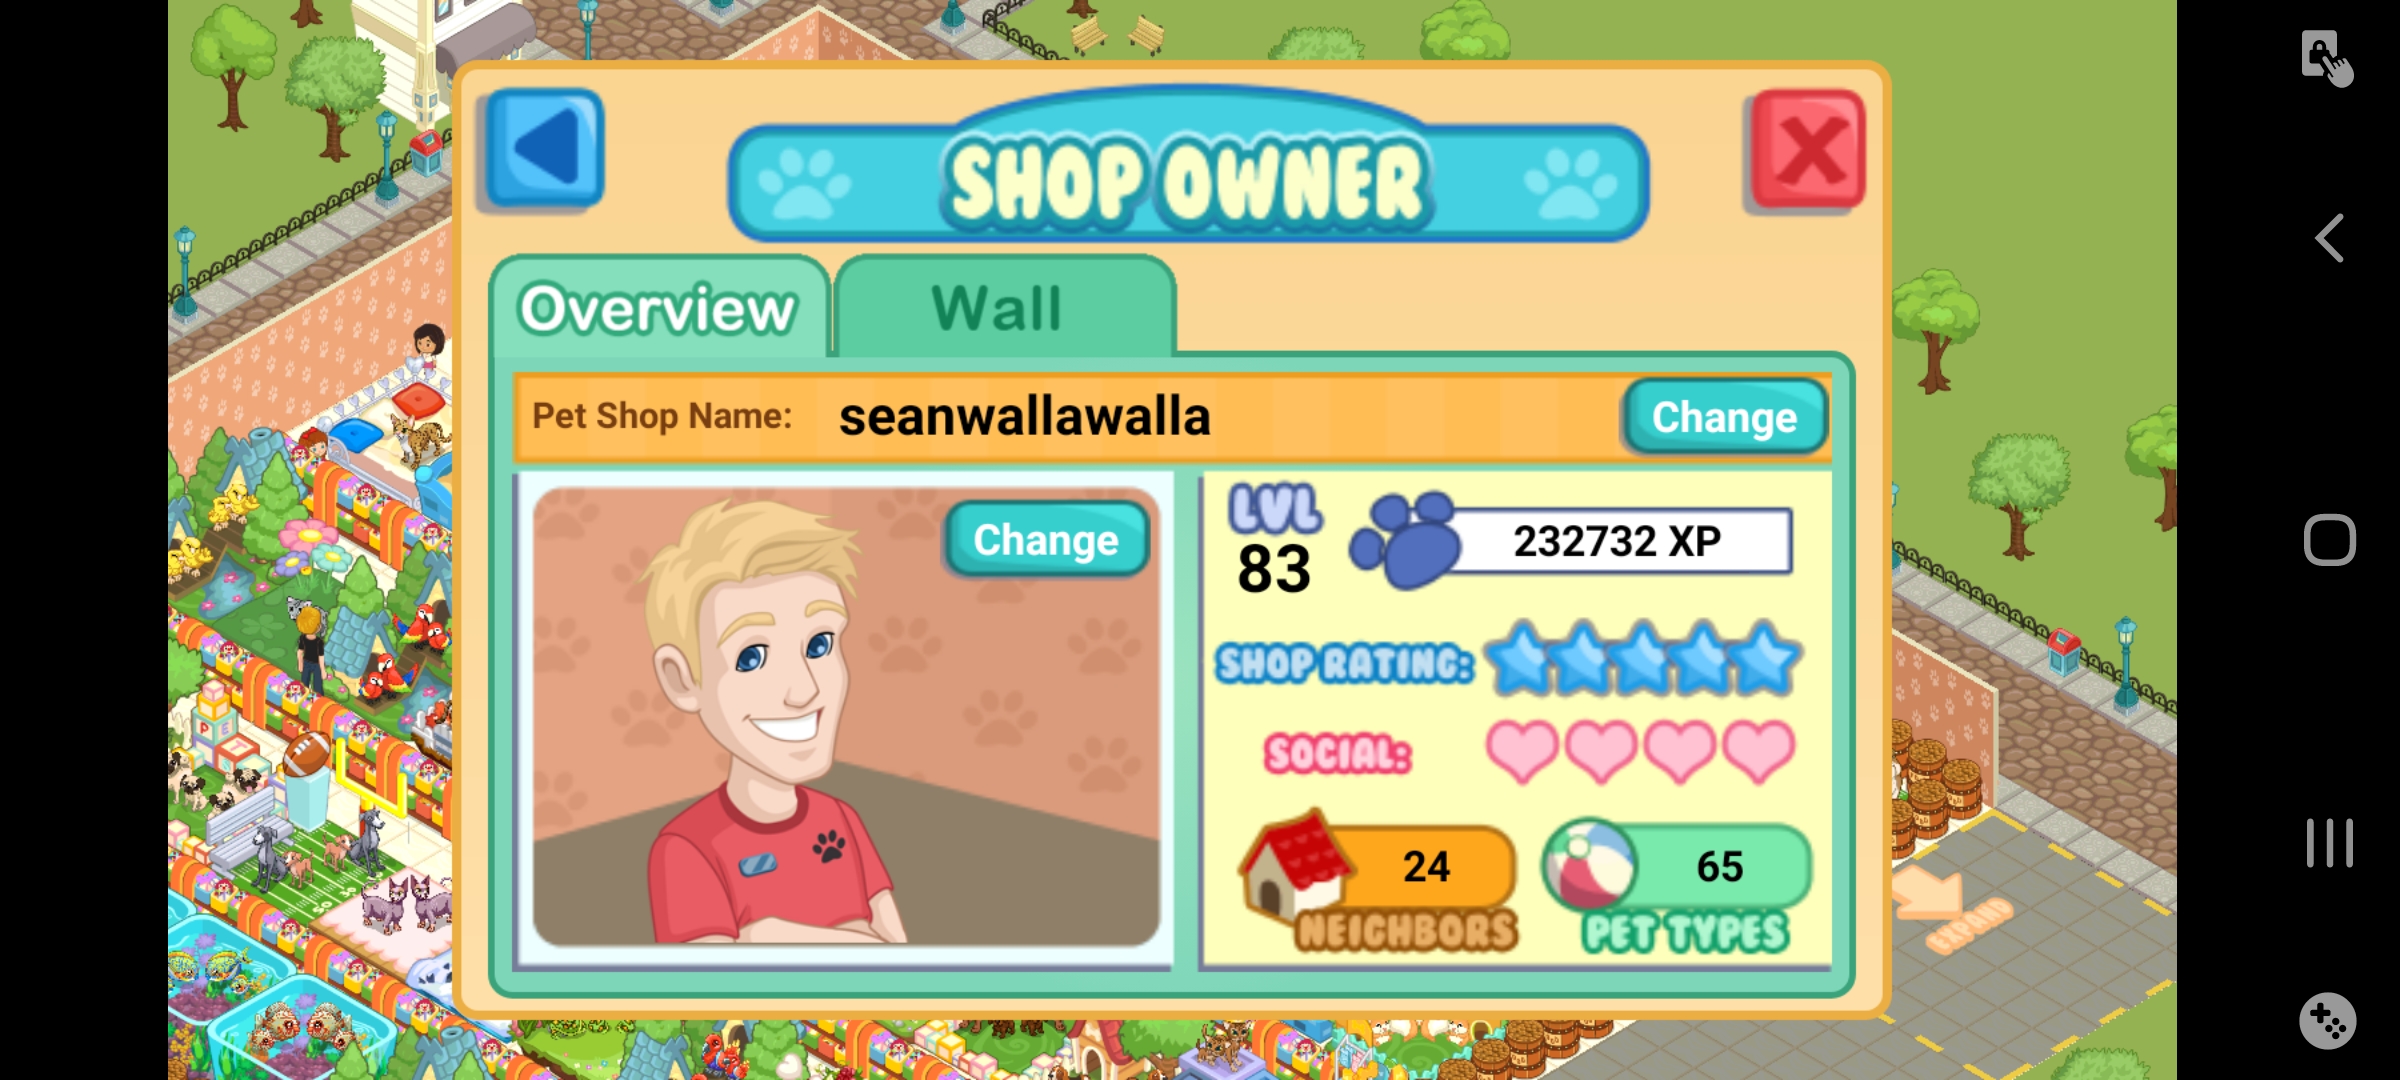 SHOP OWNER
Overview
Wall
Pet Shop Name: seanwallawalla
Change
Change
LVL
83
232732 XP
SHOP RATING:
SOCIAL:
24
NEIGHBORS
65
PET TYPES
EXPAND